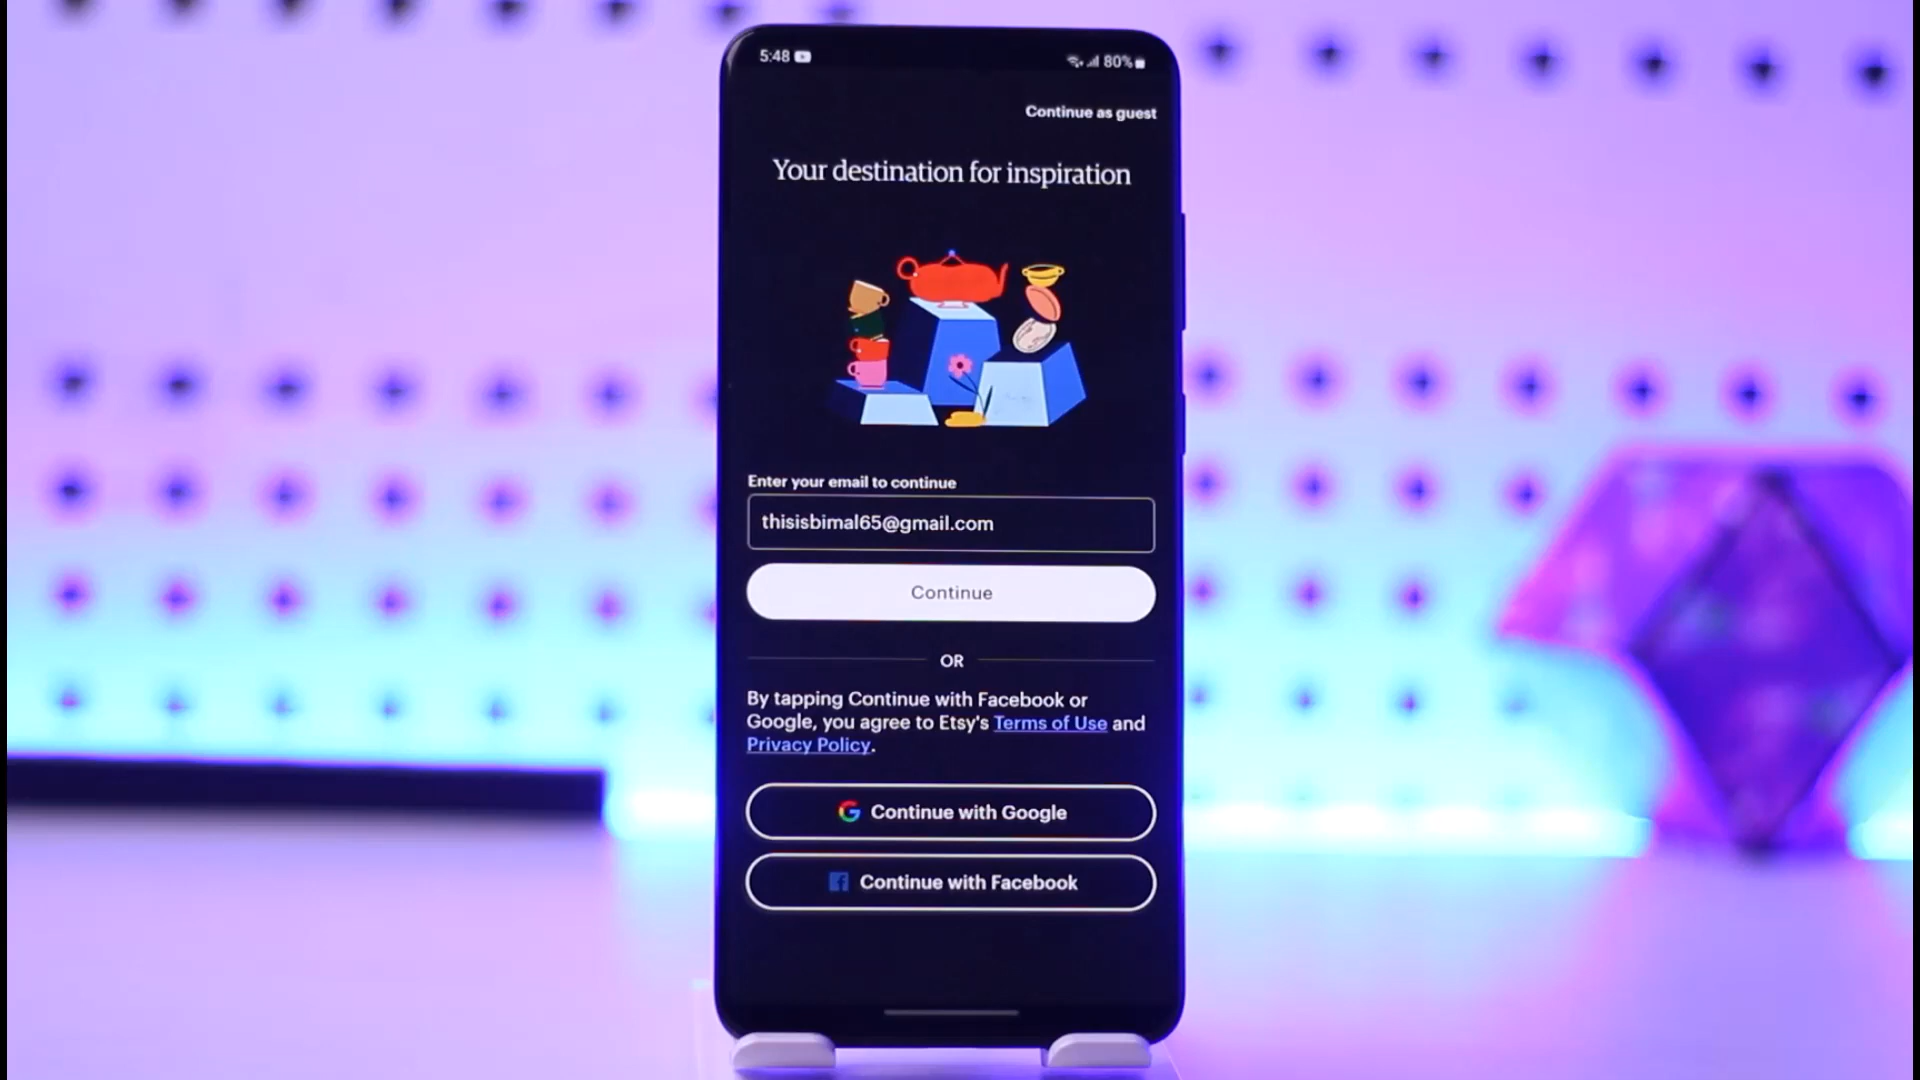 5:48
80%
Continue as guest
Your destination for inspiration
Enter your email to continue
thisisbimal65@gmail.com
Continue
OR
By tapping Continue with Facebook or
Google, you agree to Etsy's Terms of Use and
Privacy Policy.
Continue with Google
Continue with Facebook